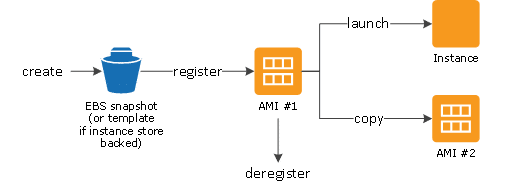 create
EBS snapshot
(or template
if instance store
backed)
register
AMI #1
deregister
launch
Instance
copy
AMI #2